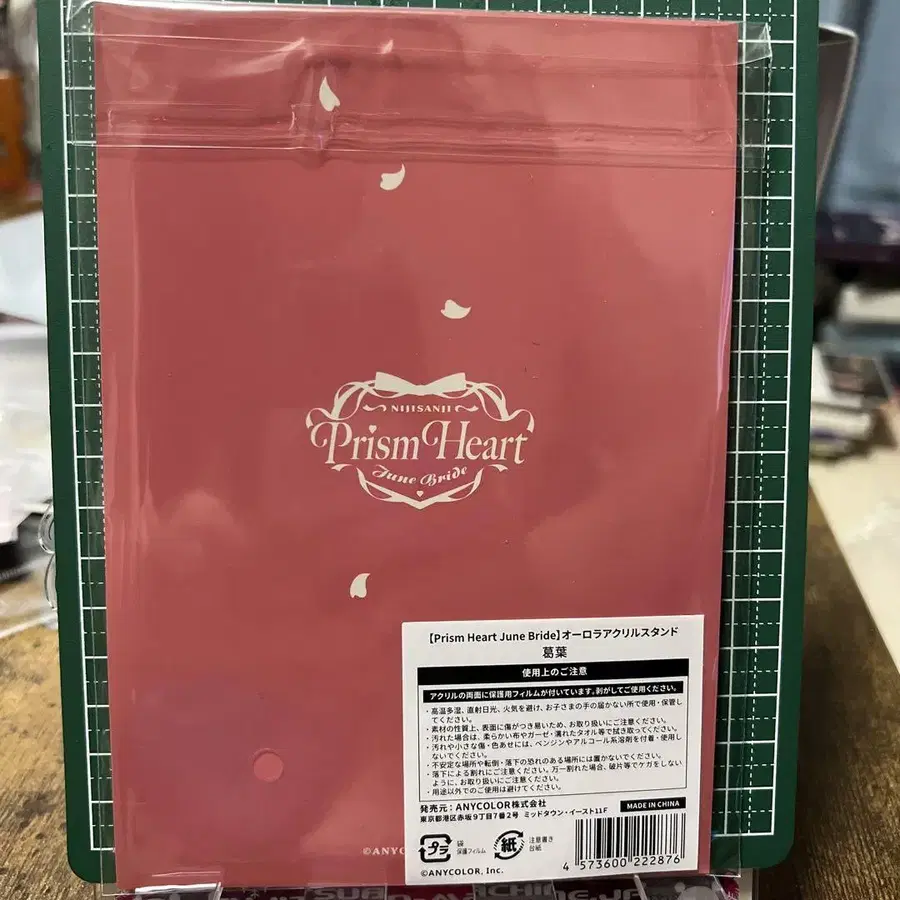 NIJISANJI
Prism Heart
June Bride
【Prism Heart June Bride】オーロラアクリルスタンド
葛葉
使用上のご注意
アクリルの両面に保護用フィルムが付いています。剥がしてご使用ください。
・高温多湿、直射日光、火気を避け、お子さまの手の届かない所で使用・保管してください。
・素材の性質上、表面に傷がつき易いため、お取り扱いにご注意ください。
・汚れた場合は、柔らかい布やガーゼ・濡れたタオル等で拭き取ってください。
・汚れや小さな傷・色あせには、ベンジンやアルコール系溶剤を付着・使用しないでください。
・不安定な場所や転倒・落下の恐れのある場所には置かないでください。
・落下による割れにご注意ください。万一割れた場合、破片等でケガをしないように、お取り扱いにご注意ください。
・用途以外でのご使用は避けてください。
発売元：ANYCOLOR株式会社
MADE IN CHINA
東京都港区赤坂9丁目7番2号 ミッドタウン・イースト11F
プラ
袋
保護フィルム
紙
注意書き
台紙
4 573600 222876
©ANYCOLOR, Inc.
©ANYC